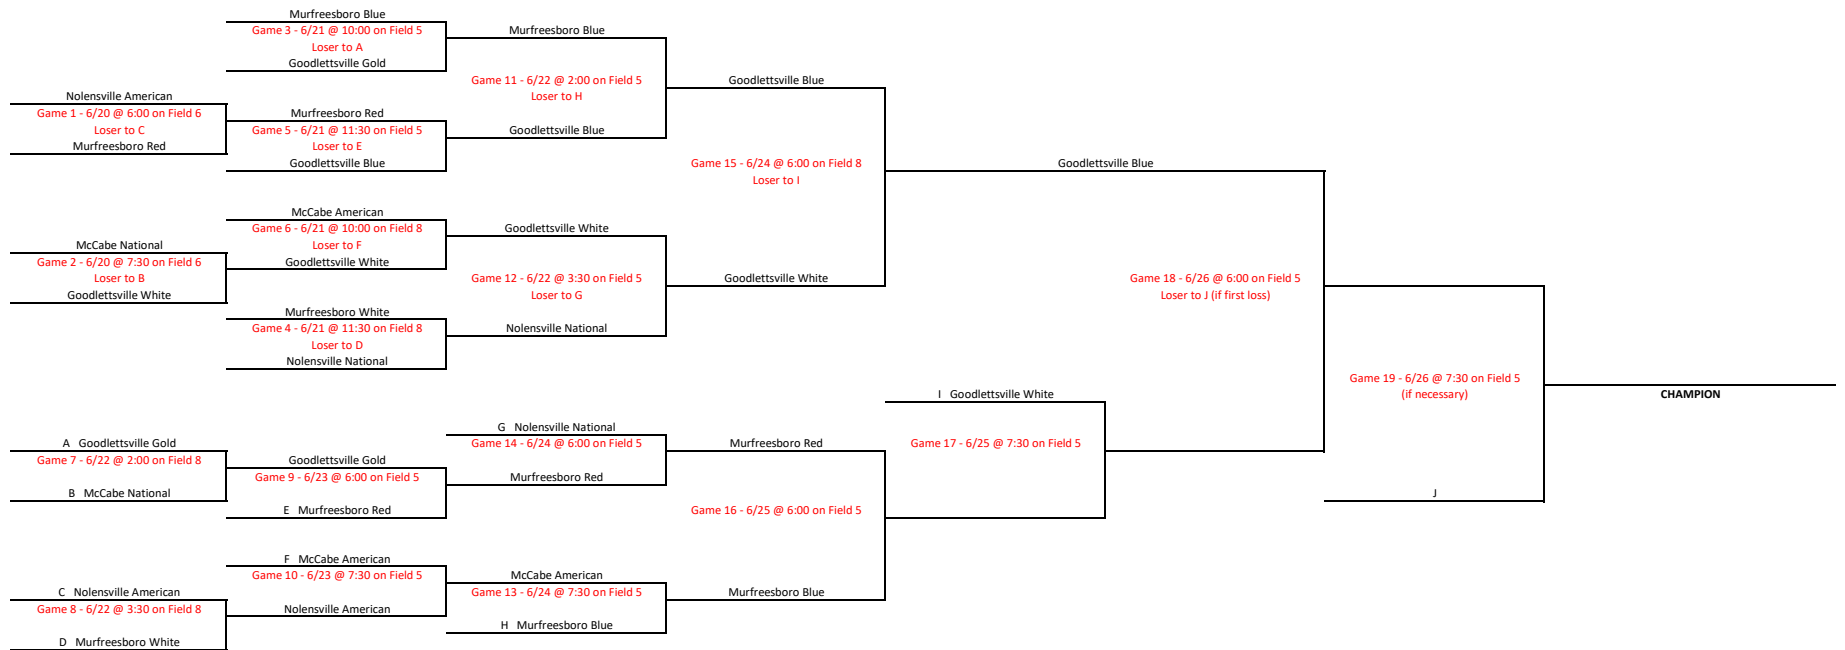 Murfreesboro Blue
Game 3 - 6/21 @ 10:00 on Field 5
Loser to A
Goodlettsville Gold
Murfreesboro Blue
Game 11 - 6/22 @ 2:00 on Field 5
Loser to H
Goodlettsville Blue
Nolensville American
Game 1 - 6/20 @ 6:00 on Field 6
Loser to C
Murfreesboro Red
Murfreesboro Red
Game 5 - 6/21 @ 11:30 on Field 5
Loser to E
Goodlettsville Blue
Goodlettsville Blue
Game 15 - 6/24 @ 6:00 on Field 8
Loser to I
Goodlettsville Blue
McCabe American
Game 6 - 6/21 @ 10:00 on Field 8
Loser to F
Goodlettsville White
Goodlettsville White
McCabe National
Game 2 - 6/20 @ 7:30 on Field 6
Loser to B
Goodlettsville White
Game 12 - 6/22 @ 3:30 on Field 5
Loser to G
Goodlettsville White
Game 18 - 6/26 @ 6:00 on Field 5
Loser to J (if first loss)
Murfreesboro White
Game 4 - 6/21 @ 11:30 on Field 8
Loser to D
Nolensville National
Nolensville National
Game 19 - 6/26 @ 7:30 on Field 5
(if necessary)
CHAMPION
I Goodlettsville White
G Nolensville National
Game 14 - 6/24 @ 6:00 on Field 5
Murfreesboro Red
Murfreesboro Red
Game 17 - 6/25 @ 7:30 on Field 5
A Goodlettsville Gold
Game 7 - 6/22 @ 2:00 on Field 8
B McCabe National
Goodlettsville Gold
Game 9 - 6/23 @ 6:00 on Field 5
E Murfreesboro Red
Game 16 - 6/25 @ 6:00 on Field 5
J
F McCabe American
Game 10 - 6/23 @ 7:30 on Field 5
Nolensville American
McCabe American
Game 13 - 6/24 @ 7:30 on Field 5
H Murfreesboro Blue
Murfreesboro Blue
C Nolensville American
Game 8 - 6/22 @ 3:30 on Field 8
D Murfreesboro White